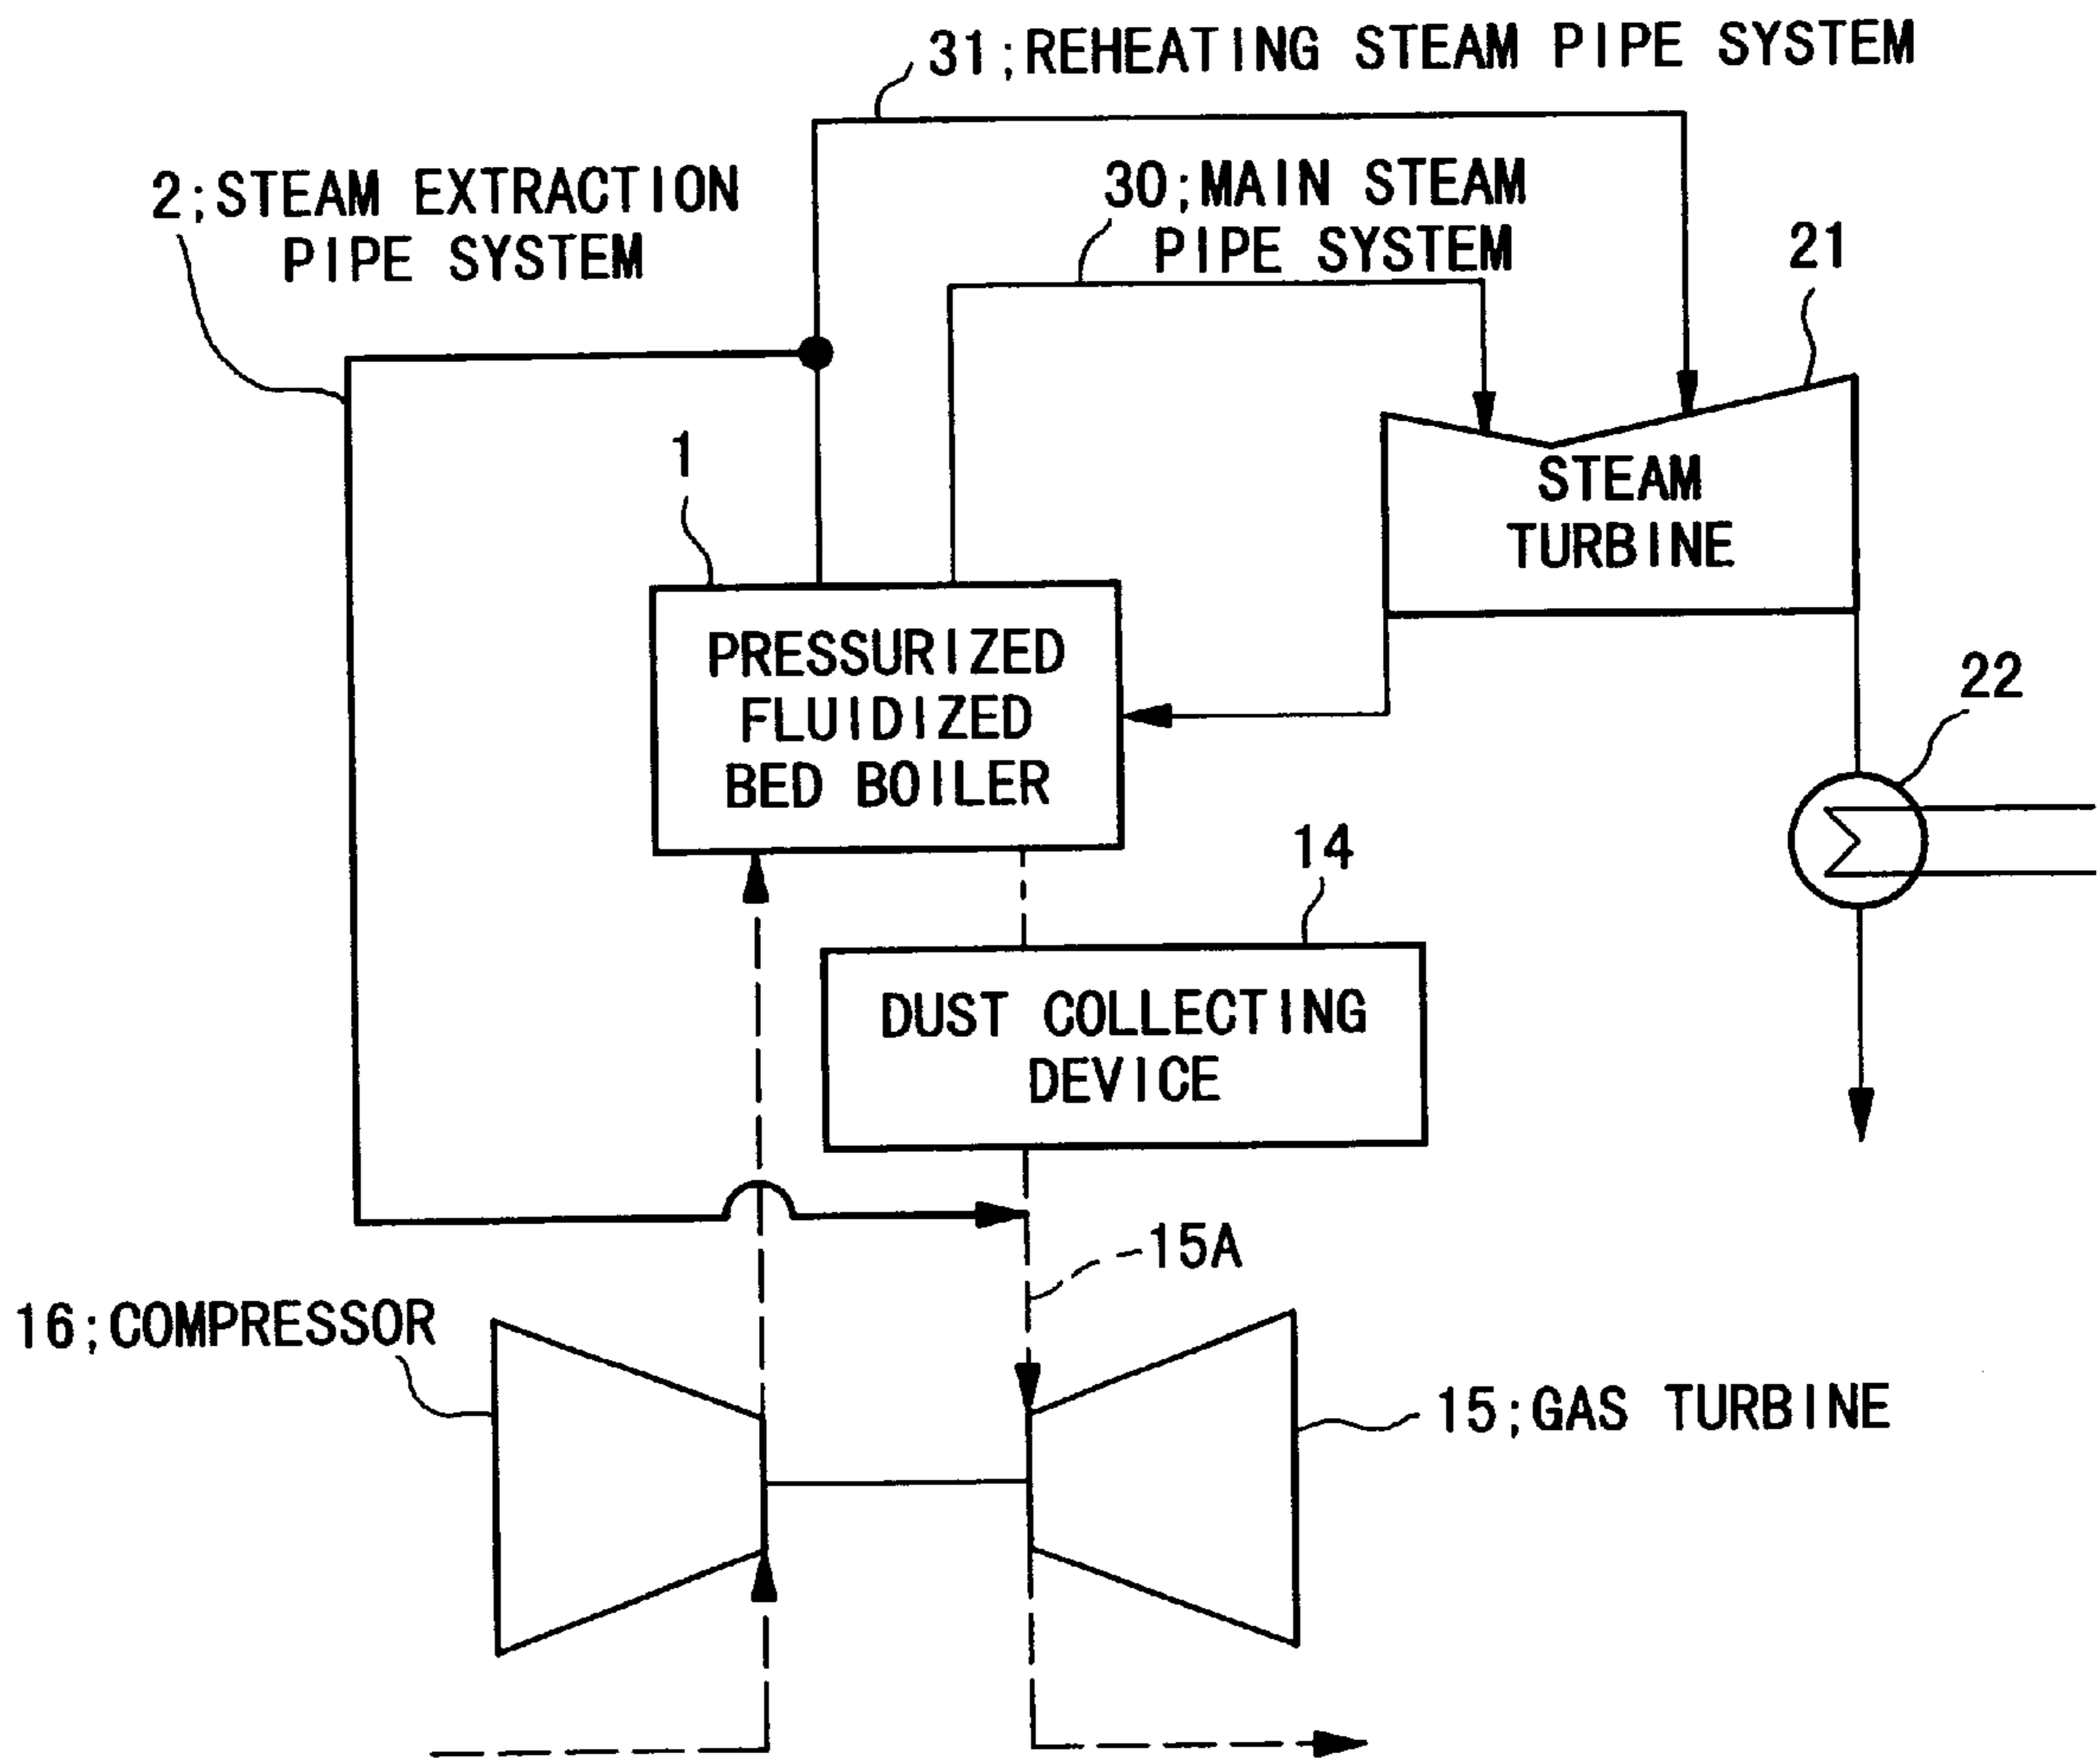 31;REHEATING STEAM PIPE SYSTEM
2;STEAM EXTRACTION
PIPE SYSTEM
30;MAIN STEAM
PIPE SYSTEM
21
1
STEAM
TURBINE
PRESSURIZED
FLUIDIZED
BED BOILER
22
14
DUST COLLECTING
DEVICE
15A
16;COMPRESSOR
15;GAS TURBINE